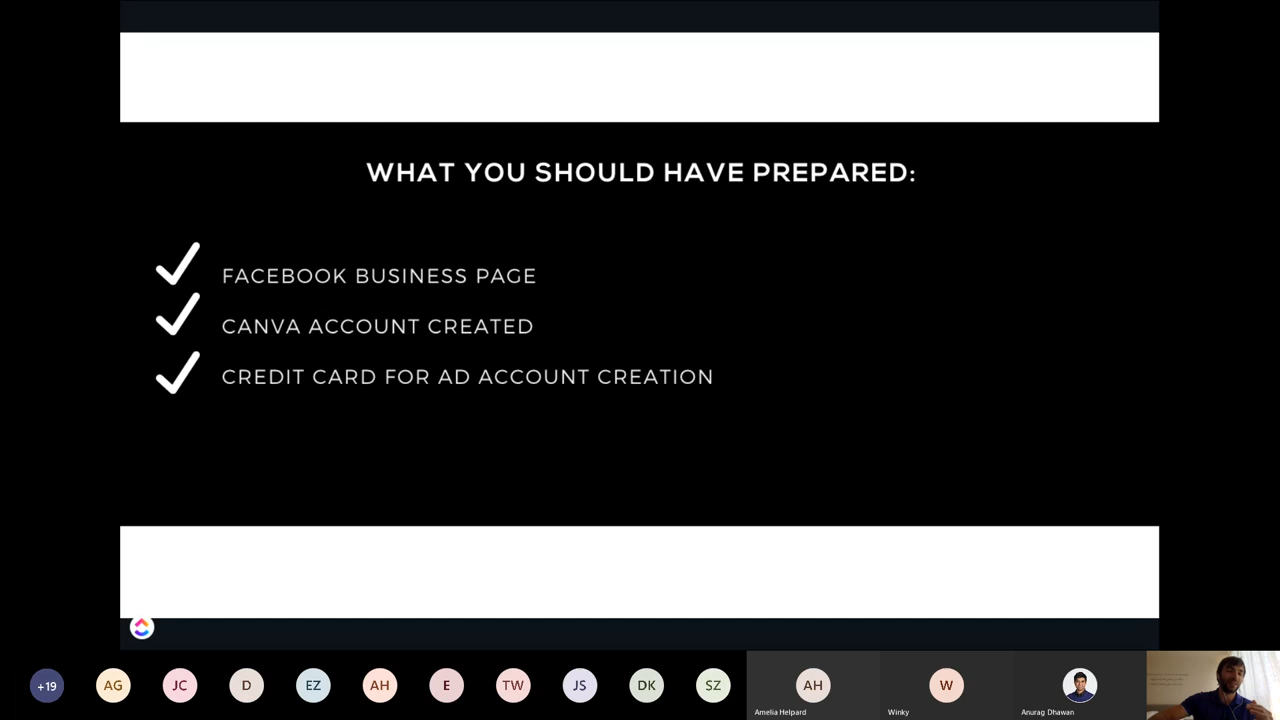 WHAT YOU SHOULD HAVE PREPARED:
FACEBOOK BUSINESS PAGE
CANVA ACCOUNT CREATED
CREDIT CARD FOR AD ACCOUNT CREATION
+19
AG
JC
D
EZ
AH
E
TW
JS
DK
SZ
AH
W
Amelia Helpard
Winky
Anurag Dhawan